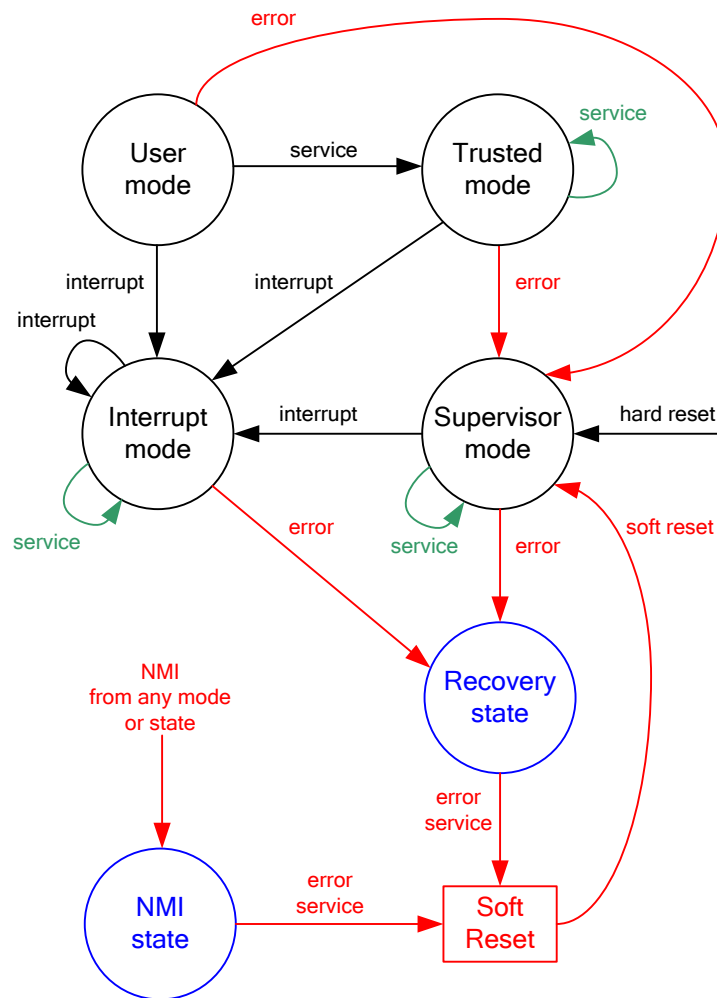 error
User
mode
service
Trusted
mode
service
interrupt
interrupt
error
interrupt
Interrupt
mode
interrupt
Supervisor
mode
hard reset
service
error
service
error
soft reset
NMI
from any mode
or state
Recovery
state
error
service
NMI
state
error
service
Soft
Reset